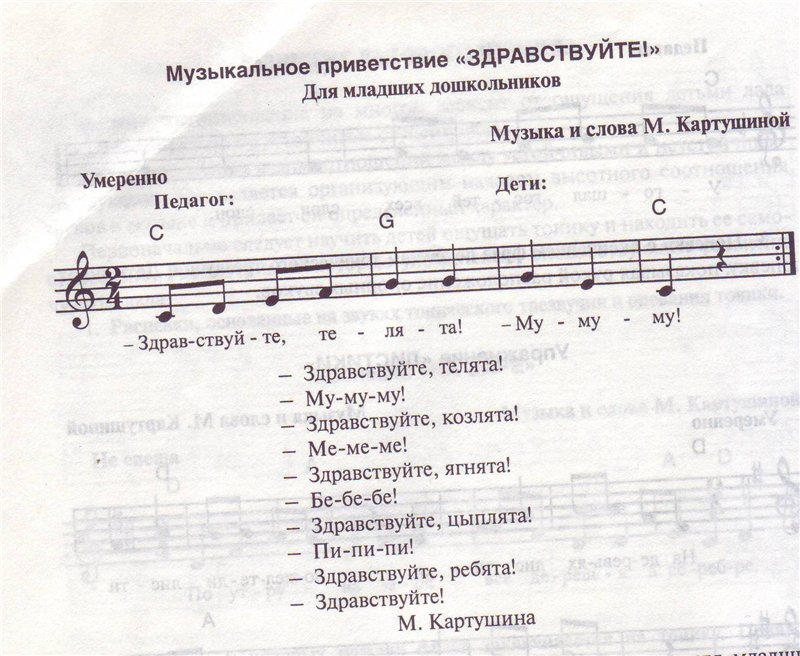 Музыкальное приветствие «ЗДРАВСТВУЙТЕ!»
Для младших дошкольников
Музыка и слова М. Картушиной
Умеренно
Педагог: Дети:
C G C
2
4
– Здрав-ствуй - те, те - ля - та! – Му - му - му!
– Здравствуйте, телята!
– Му-му-му!
– Здравствуйте, козлята!
– Ме-ме-ме!
– Здравствуйте, ягнята!
– Бе-бе-бе!
– Здравствуйте, цыплята!
– Пи-пи-пи!
– Здравствуйте, ребята!
– Здравствуйте!
М. Картушина